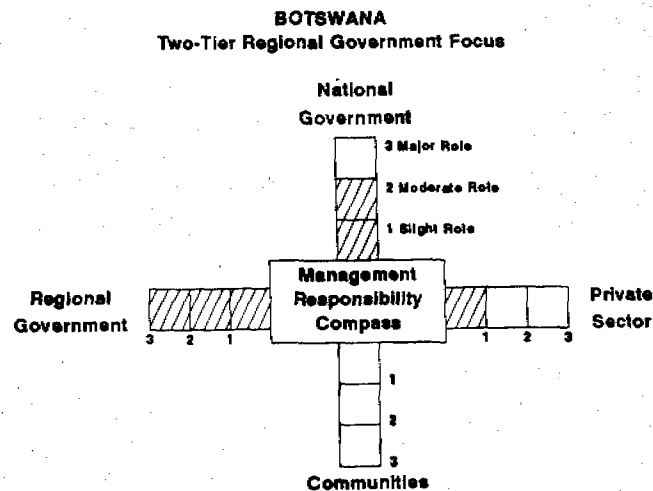 BOTSWANA
Two-Tier Regional Government Focus
National
Government
3 Major Role
2 Moderate Role
1 Slight Role
Management
Responsibility
Compass
Regional
Government
3 2 1
Private
Sector
1 2 3
1
2
3
Communities